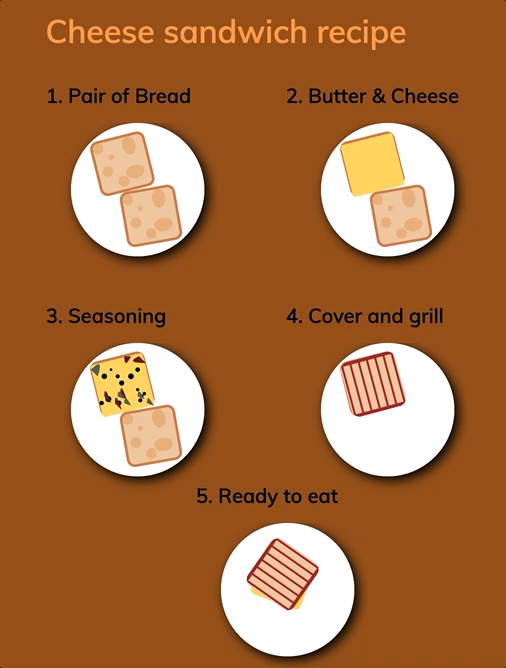 Cheese sandwich recipe
1. Pair of Bread
2. Butter & Cheese
3. Seasoning
4. Cover and grill
5. Ready to eat